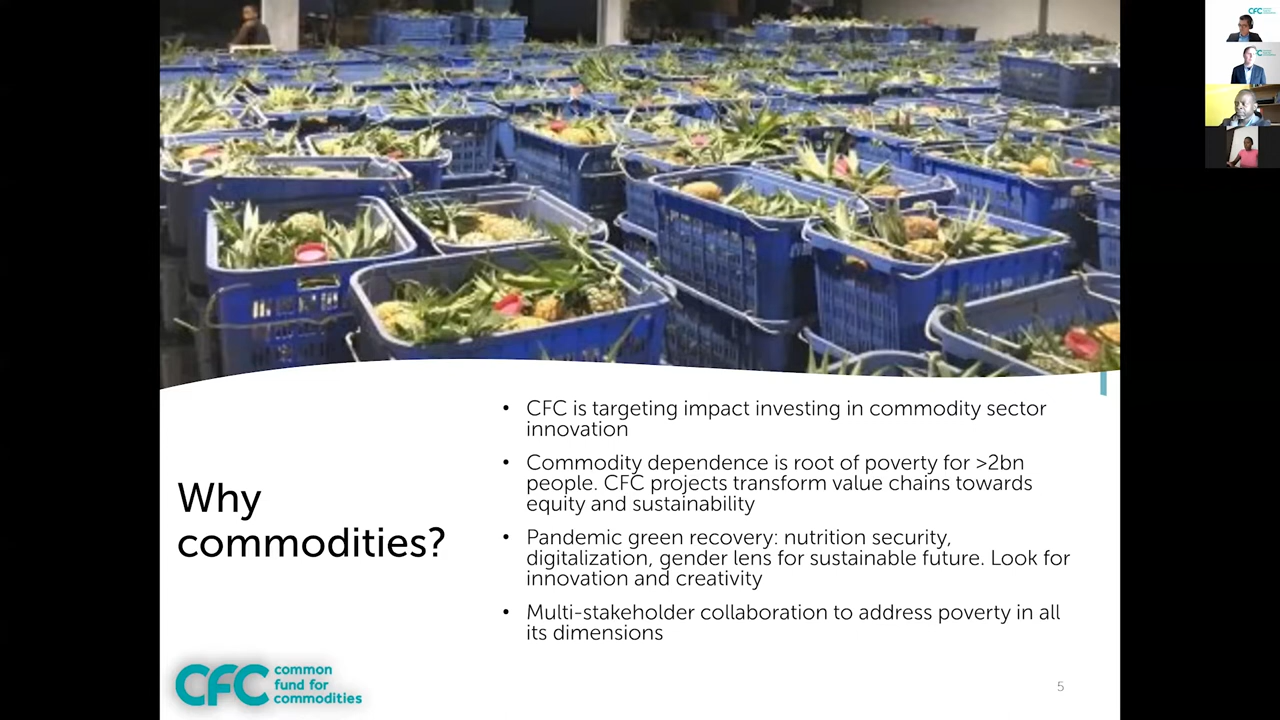 CFC
CFC
Why
commodities?
• CFC is targeting impact investing in commodity sector
innovation
• Commodity dependence is root of poverty for >2bn
people. CFC projects transform value chains towards
equity and sustainability
• Pandemic green recovery: nutrition security,
digitalization, gender lens for sustainable future. Look for
innovation and creativity
• Multi-stakeholder collaboration to address poverty in all
its dimensions
common
fund for
commodities
5